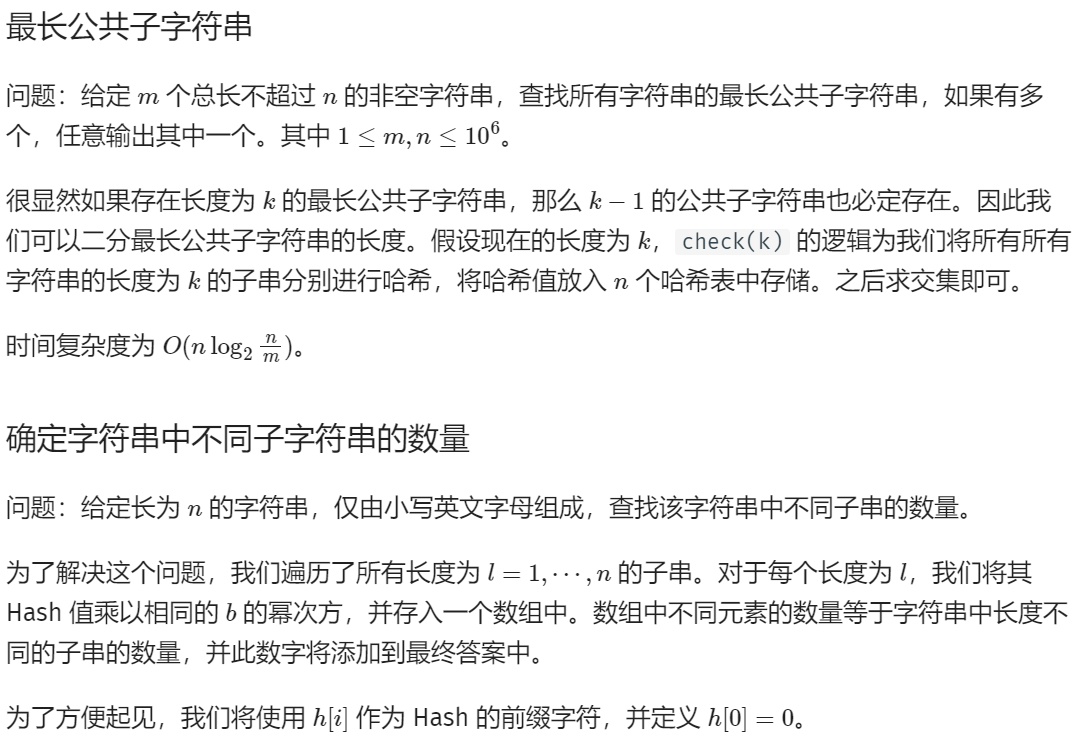 最长公共子字符串
问题：给定 m 个总长不超过 n 的非空字符串，查找所有字符串的最长公共子字符串，如果有多
个，任意输出其中一个。其中 1 ≤ m, n ≤ 10⁶。
很显然如果存在长度为 k 的最长公共子字符串，那么 k − 1 的公共子字符串也必定存在。因此我
们可以二分最长公共子字符串的长度。假设现在的长度为 k，check(k) 的逻辑为我们将所有所有
字符串的长度为 k 的子串分别进行哈希，将哈希值放入 n 个哈希表中存储。之后求交集即可。
时间复杂度为 O(n log₂ n/m)。
确定字符串中不同子字符串的数量
问题：给定长为 n 的字符串，仅由小写英文字母组成，查找该字符串中不同子串的数量。
为了解决这个问题，我们遍历了所有长度为 l = 1, ⋯, n 的子串。对于每个长度为 l，我们将其
Hash 值乘以相同的 b 的幂次方，并存入一个数组中。数组中不同元素的数量等于字符串中长度不
同的子串的数量，并此数字将添加到最终答案中。
为了方便起见，我们将使用 h[i] 作为 Hash 的前缀字符，并定义 h[0] = 0。